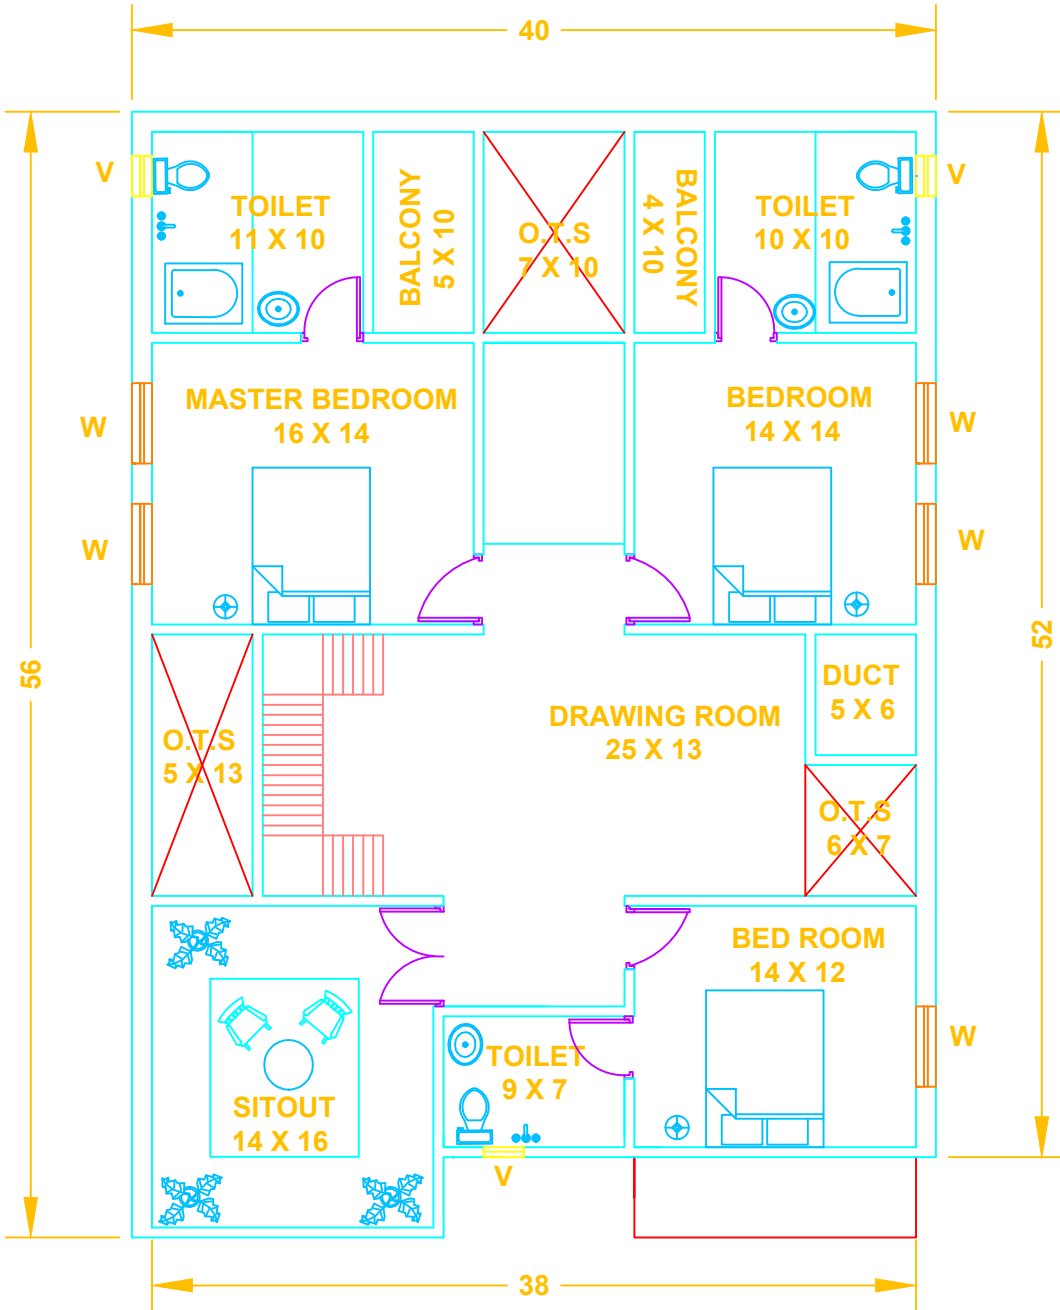 40
V
TOILET
11 X 10
BALCONY
5 X 10
O.T.S
7 X 10
BALCONY
4 X 10
TOILET
10 X 10
V
MASTER BEDROOM
16 X 14
BEDROOM
14 X 14
W
W
W
W
56
52
O.T.S
5 X 13
DRAWING ROOM
25 X 13
DUCT
5 X 6
O.T.S
6 X 7
BED ROOM
14 X 12
W
TOILET
9 X 7
SITOUT
14 X 16
V
38